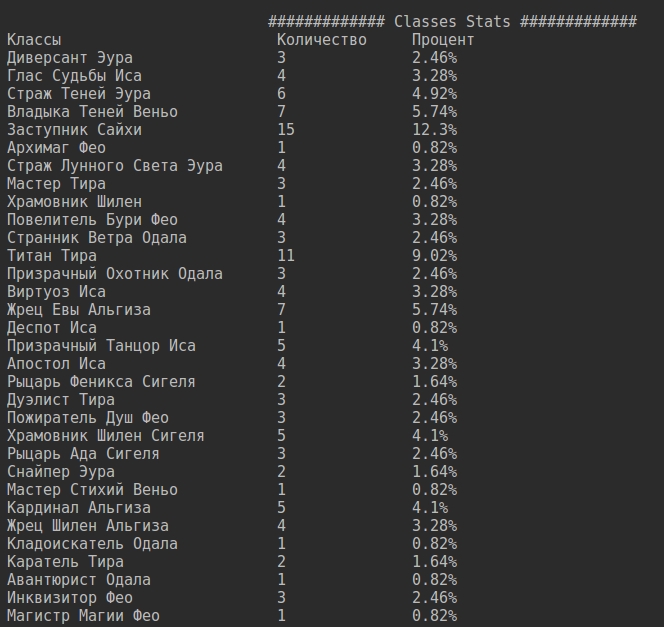 ############# Classes Stats #############
Классы Количество Процент
Диверсант Эура 3 2.46%
Глас Судьбы Иса 4 3.28%
Страж Теней Эура 6 4.92%
Владыка Теней Веньо 7 5.74%
Заступник Сайхи 15 12.3%
Архимаг Фео 1 0.82%
Страж Лунного Света Эура 4 3.28%
Мастер Тира 3 2.46%
Храмовник Шилен 1 0.82%
Повелитель Бури Фео 4 3.28%
Странник Ветра Одала 3 2.46%
Титан Тира 11 9.02%
Призрачный Охотник Одала 3 2.46%
Виртуоз Иса 4 3.28%
Жрец Евы Альгиза 7 5.74%
Деспот Иса 1 0.82%
Призрачный Танцор Иса 5 4.1%
Апостол Иса 4 3.28%
Рыцарь Феникса Сигеля 2 1.64%
Дуэлист Тира 3 2.46%
Пожиратель Душ Фео 3 2.46%
Храмовник Шилен Сигеля 5 4.1%
Рыцарь Ада Сигеля 3 2.46%
Снайпер Эура 2 1.64%
Мастер Стихий Веньо 1 0.82%
Кардинал Альгиза 5 4.1%
Жрец Шилен Альгиза 4 3.28%
Кладоискатель Одала 1 0.82%
Каратель Тира 2 1.64%
Авантюрист Одала 1 0.82%
Инквизитор Фео 3 2.46%
Магистр Магии Фео 1 0.82%